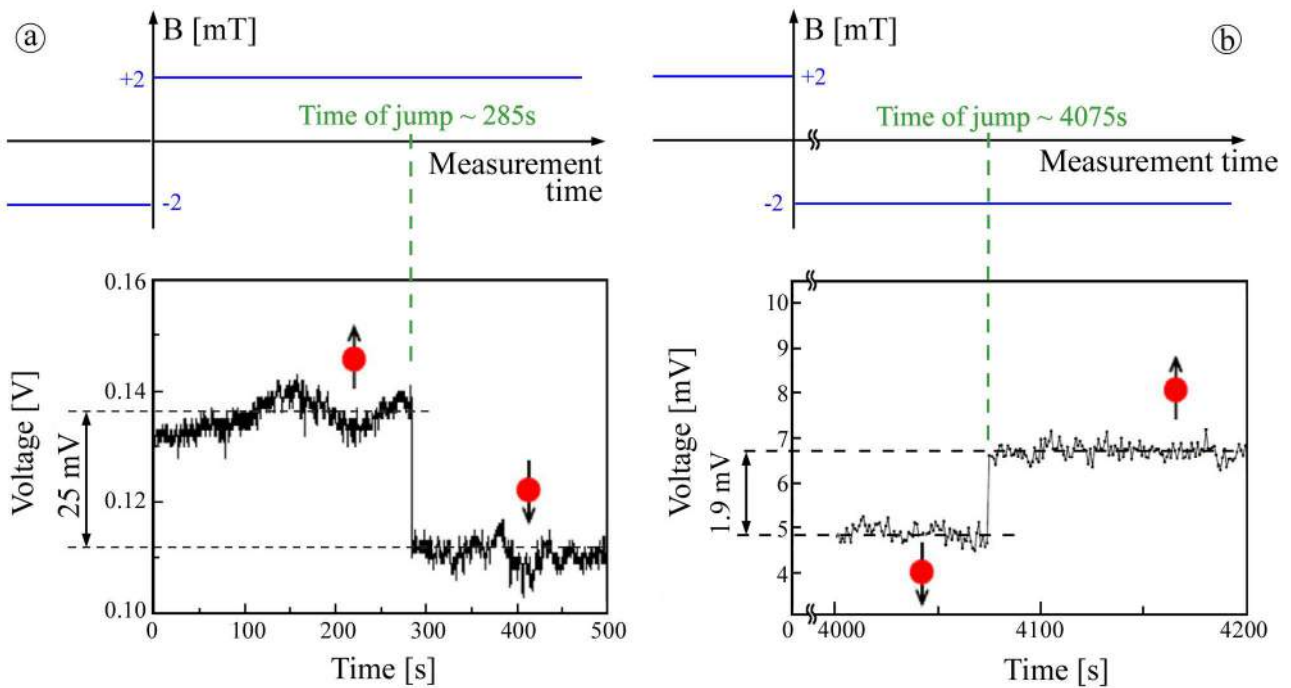 ⓐ
B [mT]
+2
Time of jump ~ 285s
Measurement
time
-2
0.16
0.14
0.12
0.10
Voltage [V]
25 mV
0 100 200 300 400 500
Time [s]
ⓑ
B [mT]
+2
Time of jump ~ 4075s
Measurement time
-2
10
9
8
7
6
5
4
Voltage [mV]
1.9 mV
0 4000 4100 4200
Time [s]